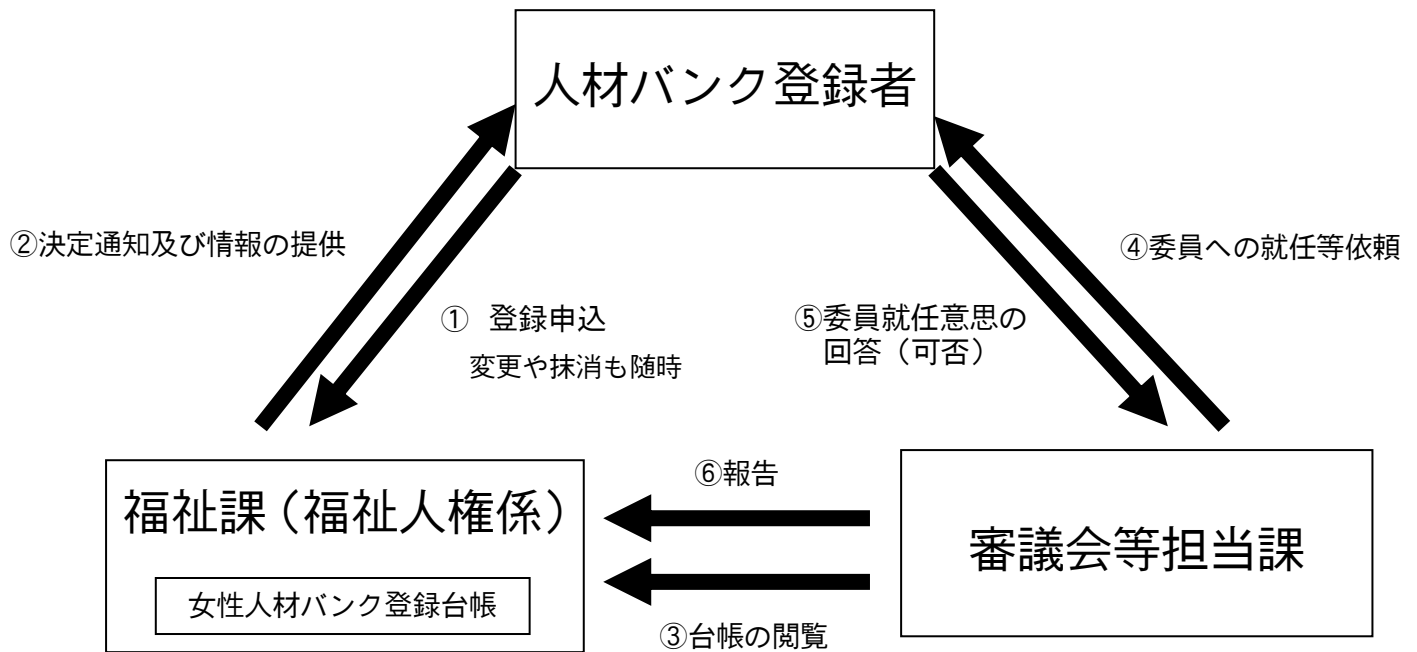 人材バンク登録者
②決定通知及び情報の提供
④委員への就任等依頼
① 登録申込
変更や抹消も随時
⑤委員就任意思の
回答（可否）
福祉課（福祉人権係）
女性人材バンク登録台帳
⑥報告
③台帳の閲覧
審議会等担当課